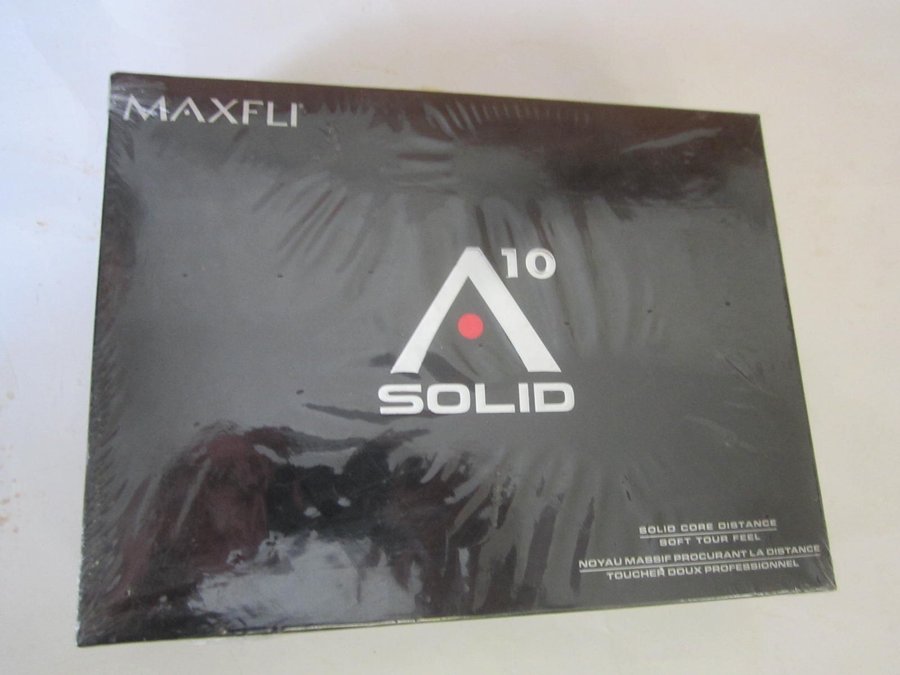 MAXFLI
A10
SOLID
SOLID CORE DISTANCE
SOFT TOUR FEEL
NOYAU MASSIF PROCURANT LA DISTANCE
TOUCHER DOUX PROFESSIONNEL